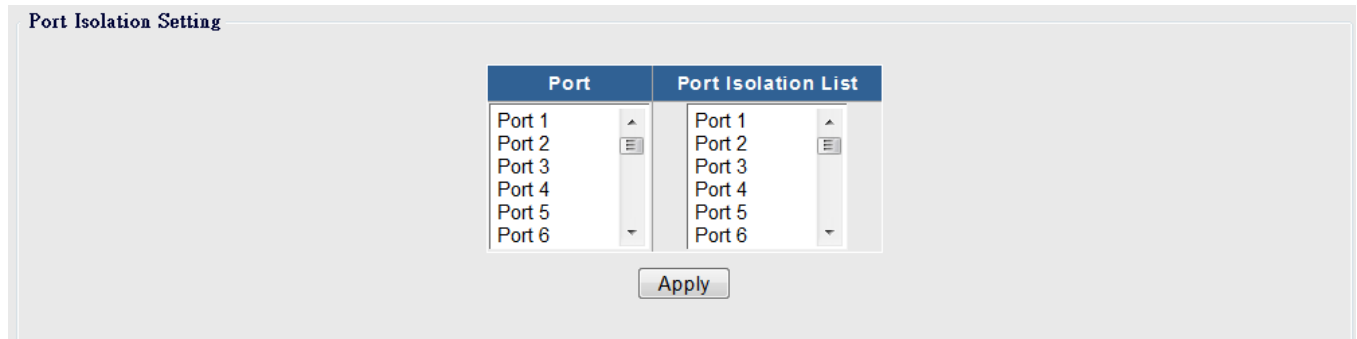 Port Isolation Setting
Port Port Isolation List
Port 1 Port 1
Port 2 Port 2
Port 3 Port 3
Port 4 Port 4
Port 5 Port 5
Port 6 Port 6
Apply